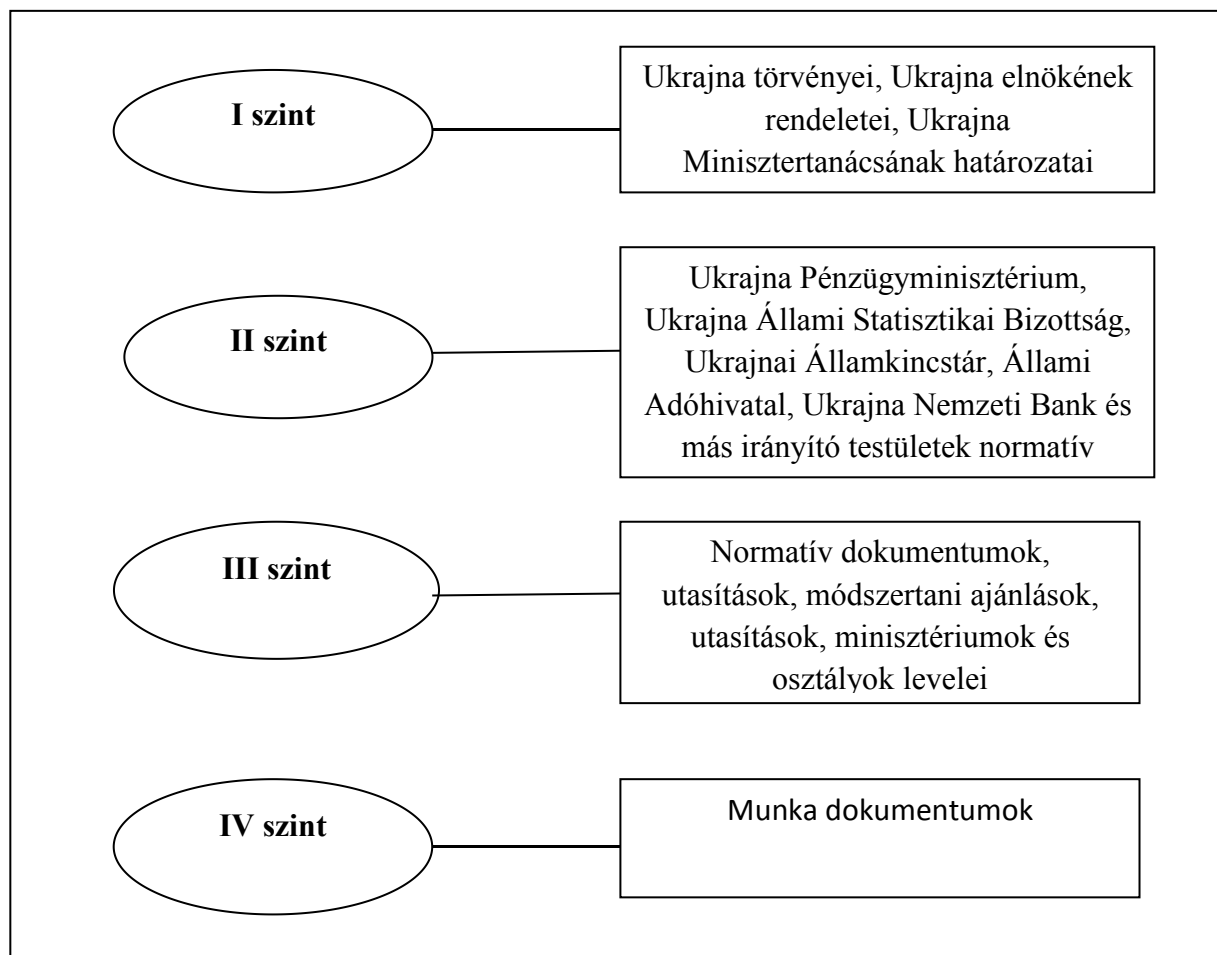 I szint
Ukrajna törvényei, Ukrajna elnökének
rendeletei, Ukrajna
Minisztertanácsának határozatai
II szint
Ukrajna Pénzügyminisztérium,
Ukrajna Állami Statisztikai Bizottság,
Ukrajnai Államkincstár, Állami
Adóhivatal, Ukrajna Nemzeti Bank és
más irányító testületek normatív
III szint
Normatív dokumentumok,
utasítások, módszertani ajánlások,
utasítások, minisztériumok és
osztályok levelei
IV szint
Munka dokumentumok